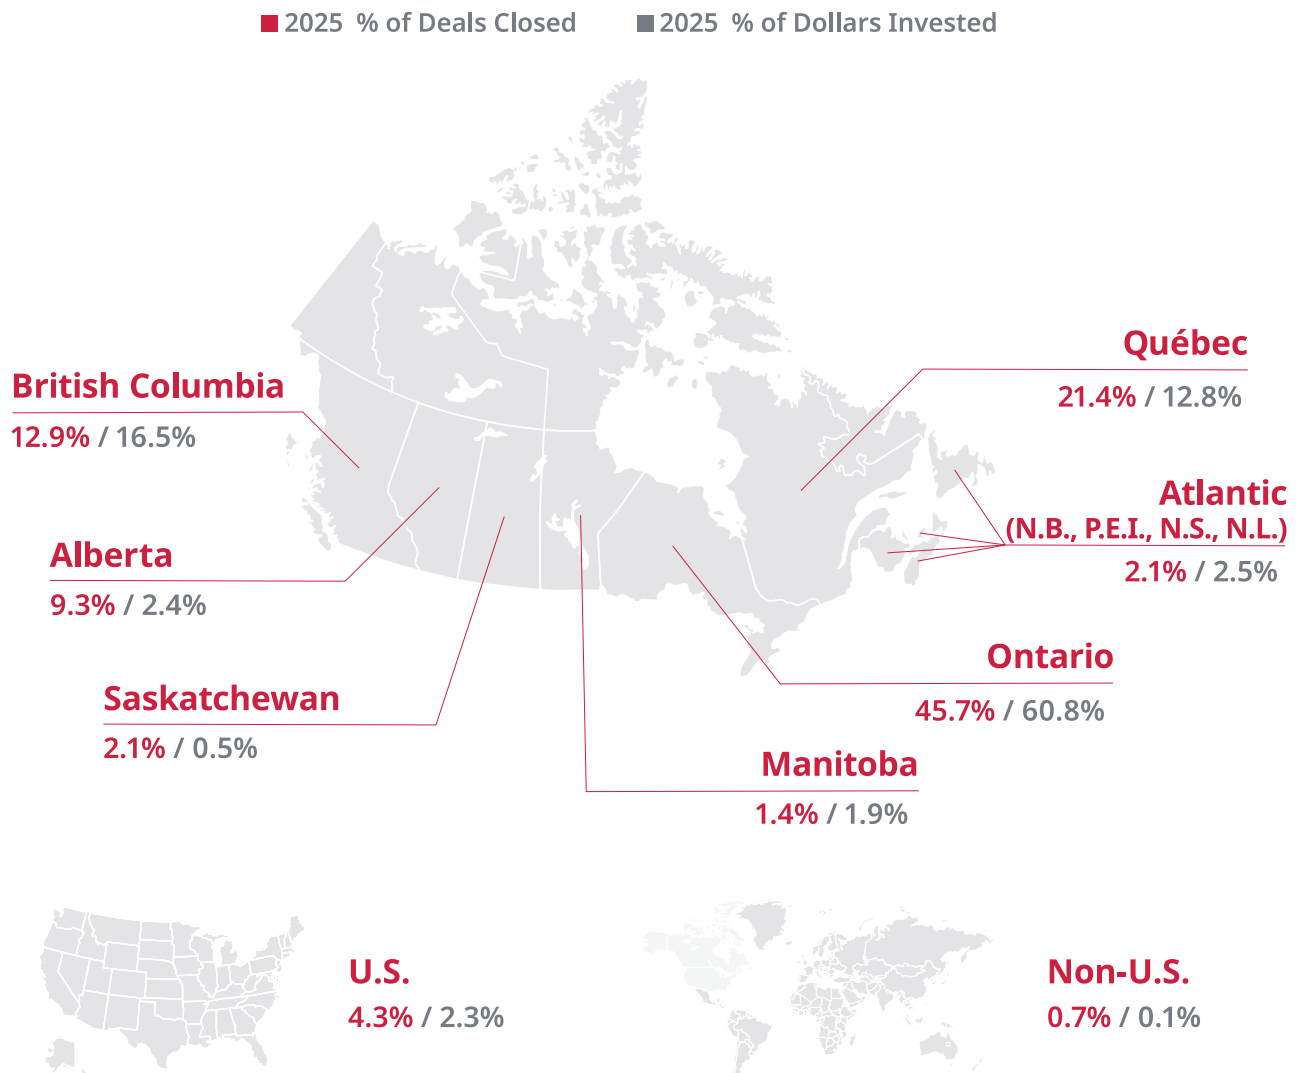 2025 % of Deals Closed
2025 % of Dollars Invested
Québec
21.4% / 12.8%
British Columbia
12.9% / 16.5%
Atlantic
(N.B., P.E.I., N.S., N.L.)
2.1% / 2.5%
Alberta
9.3% / 2.4%
Ontario
45.7% / 60.8%
Saskatchewan
2.1% / 0.5%
Manitoba
1.4% / 1.9%
U.S.
4.3% / 2.3%
Non-U.S.
0.7% / 0.1%